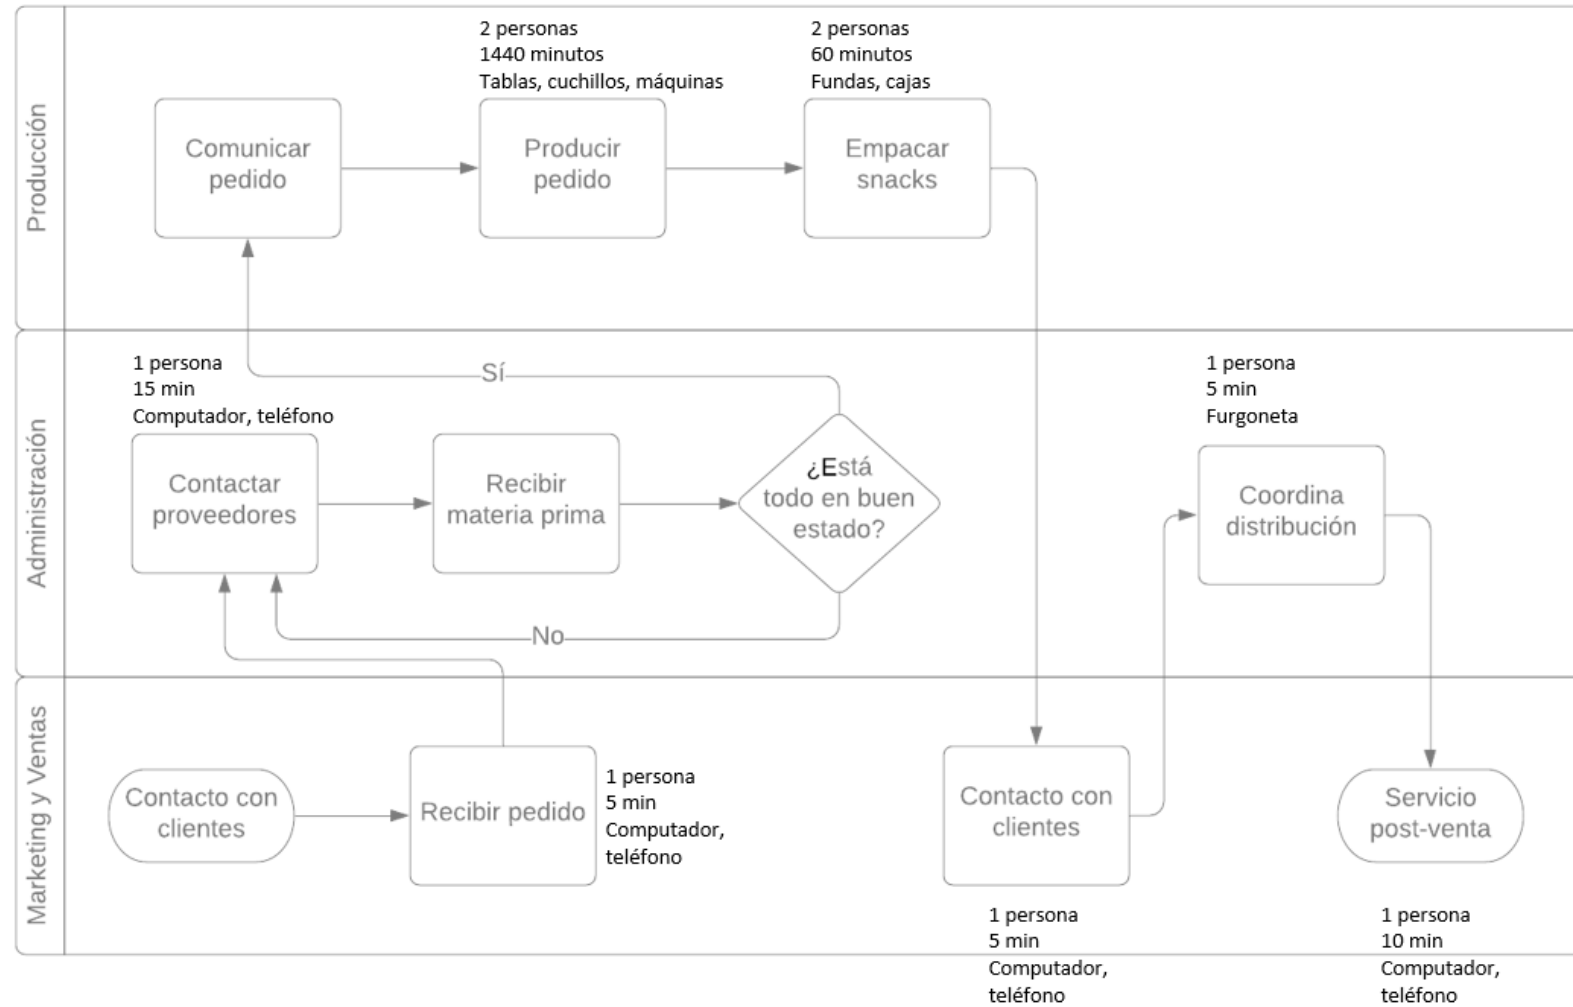 Producción
2 personas
1440 minutos
Tablas, cuchillos, máquinas
2 personas
60 minutos
Fundas, cajas
Comunicar
pedido
Producir
pedido
Empacar
snacks
Administración
1 persona
15 min
Computador, teléfono
Sí
1 persona
5 min
Furgoneta
Contactar
proveedores
Recibir
materia prima
¿Está
todo en buen
estado?
Coordina
distribución
No
Marketing y Ventas
Contacto con
clientes
Recibir pedido
1 persona
5 min
Computador,
teléfono
Contacto con
clientes
Servicio
post-venta
1 persona
5 min
Computador,
teléfono
1 persona
10 min
Computador,
teléfono